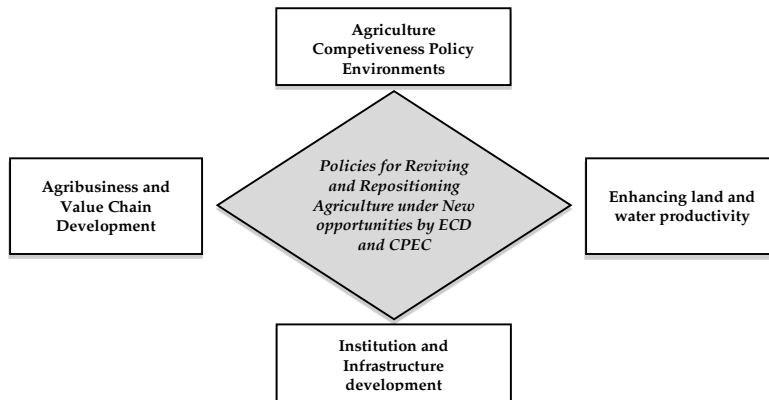 Agriculture
Competiveness Policy
Environments
Agribusiness and
Value Chain
Development
Policies for Reviving
and Repositioning
Agriculture under New
opportunities by ECD
and CPEC
Enhancing land and
water productivity
Institution and
Infrastructure
development